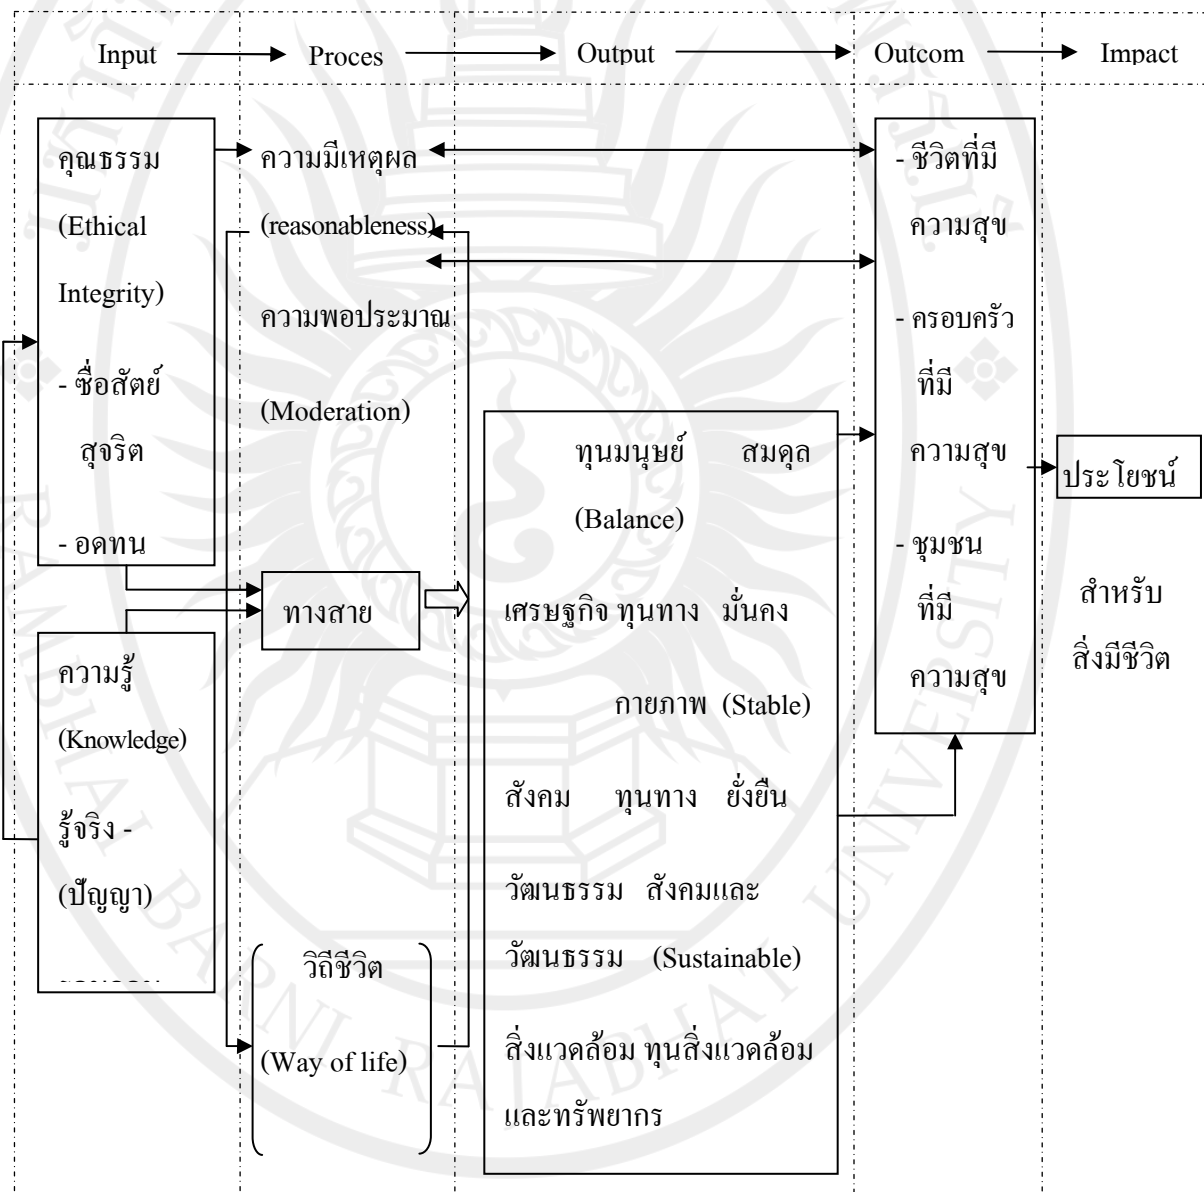 Input Proces Output Outcom Impact
คุณธรรม
(Ethical
Integrity)
- ซื่อสัตย์
สุจริต
- อดทน
ความรู้
(Knowledge)
รู้จริง -
(ปัญญา)
ความมีเหตุผล
(reasonableness)
ความพอประมาณ
(Moderation)
ทางสาย
วิถีชีวิต
(Way of life)
ทุนมนุษย์ สมดุล
(Balance)
เศรษฐกิจ ทุนทาง มั่นคง
กายภาพ (Stable)
สังคม ทุนทาง ยั่งยืน
วัฒนธรรม สังคมและ
วัฒนธรรม (Sustainable)
สิ่งแวดล้อม ทุนสิ่งแวดล้อม
และทรัพยากร
- ชีวิตที่มี
ความสุข
- ครอบครัว
ที่มี
ความสุข
- ชุมชน
ที่มี
ความสุข
ประโยชน์
สำหรับ
สิ่งมีชีวิต
RAMBHAI BARNI RAJABHAT UNIVERSITY